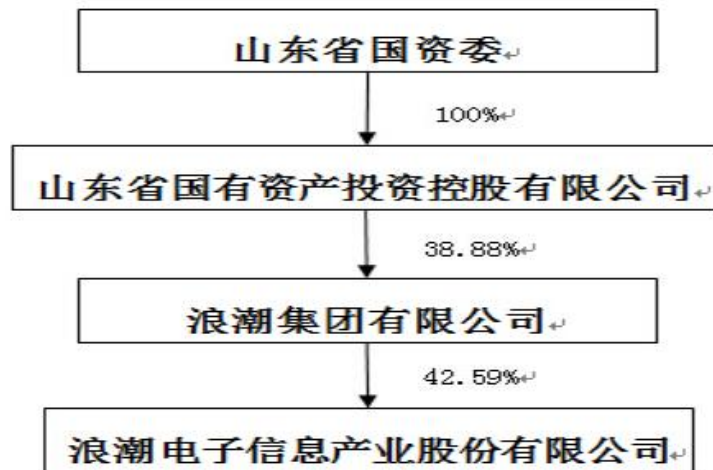 山东省国资委
100%
山东省国有资产投资控股有限公司
38.88%
浪潮集团有限公司
42.59%
浪潮电子信息产业股份有限公司